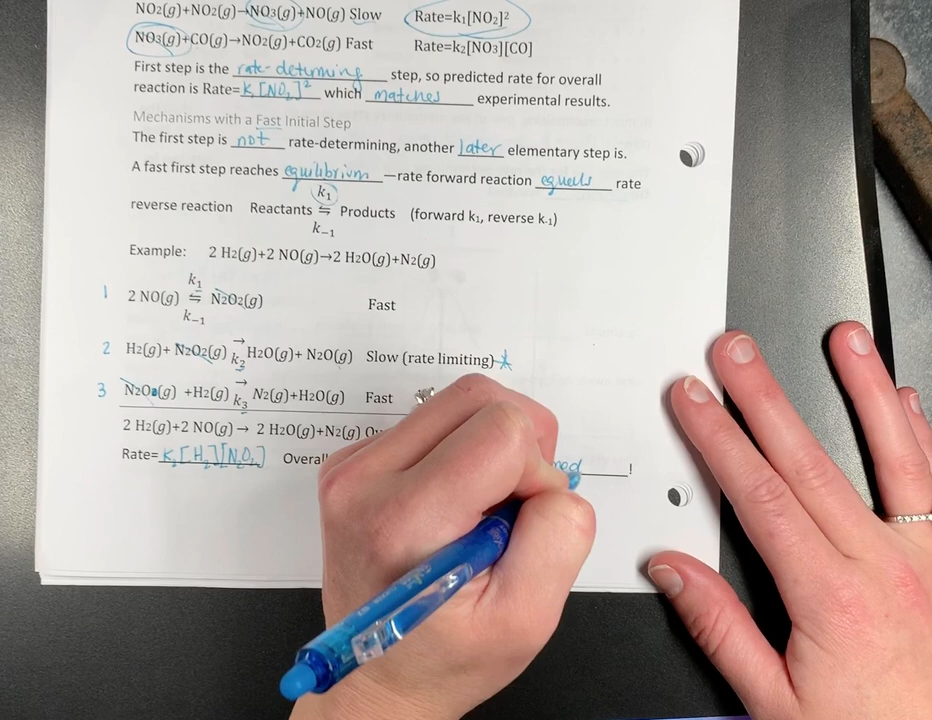 NO2(g)+NO2(g)→NO3(g)+NO(g) Slow Rate=k1[NO2]2
NO3(g)+CO(g)→NO2(g)+CO2(g) Fast Rate=k2[NO3][CO]
First step is the rate-determing step, so predicted rate for overall
reaction is Rate=K1[NO2]2 which matches experimental results.
Mechanisms with a Fast Initial Step
The first step is not rate-determining, another later elementary step is.
A fast first step reaches equilibrium—rate forward reaction equals rate
k1
reverse reaction Reactants ⇋ Products (forward k1, reverse k-1)
k−1
Example: 2 H2(g)+2 NO(g)→2 H2O(g)+N2(g)
k1
1 2 NO(g) ⇋ N2O2(g) Fast
k−1
2 H2(g)+ N2O2(g) → k2 H2O(g)+ N2O(g) Slow (rate limiting)
3 N2O(g) +H2(g) → k3 N2(g)+H2O(g) Fast
2 H2(g)+2 NO(g) → 2 H2O(g)+N2(g)
Rate=K2[H2][N2O2] !